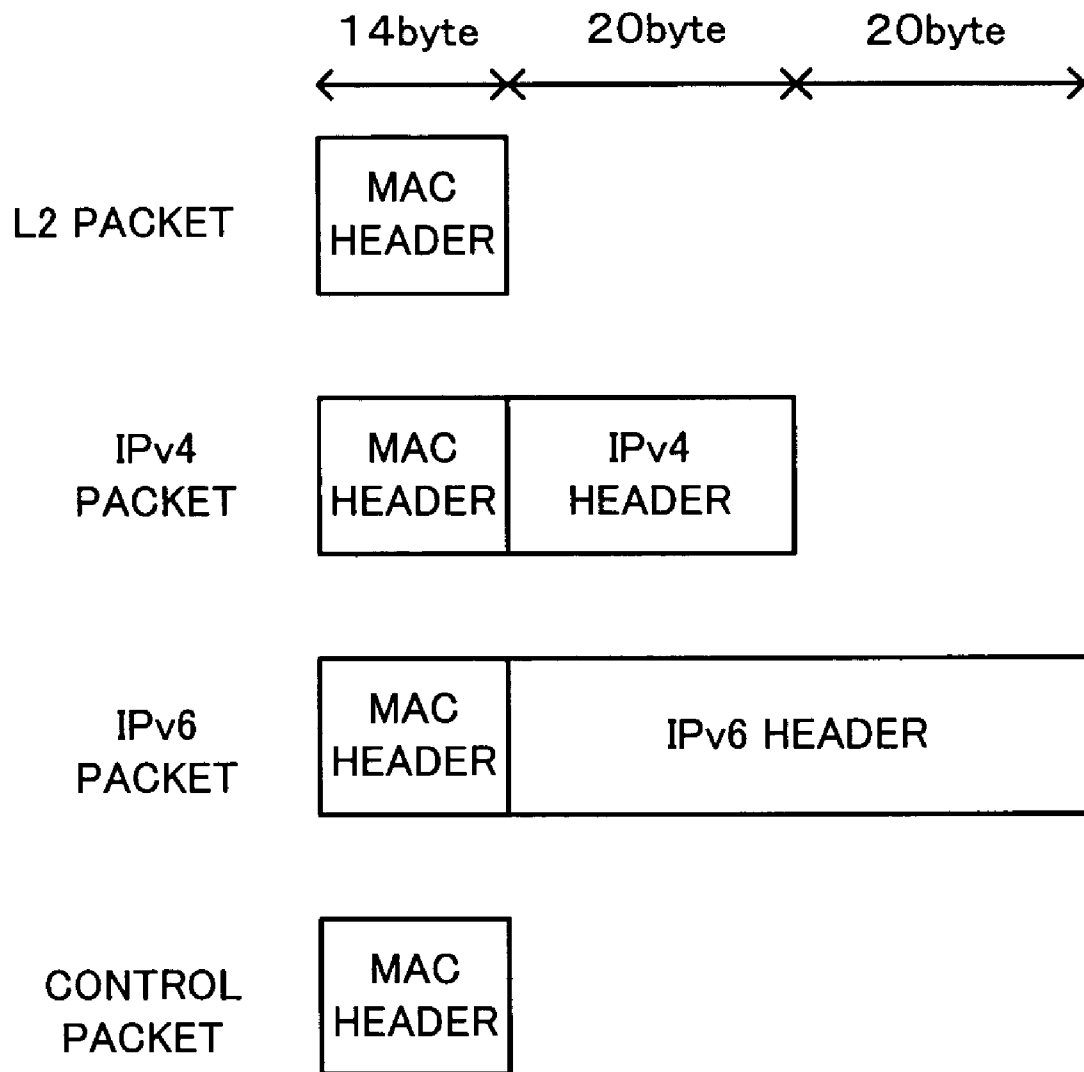 14byte 20byte 20byte
L2 PACKET
MAC
HEADER
IPv4
PACKET
MAC
HEADER
IPv4
HEADER
IPv6
PACKET
MAC
HEADER
IPv6 HEADER
CONTROL
PACKET
MAC
HEADER